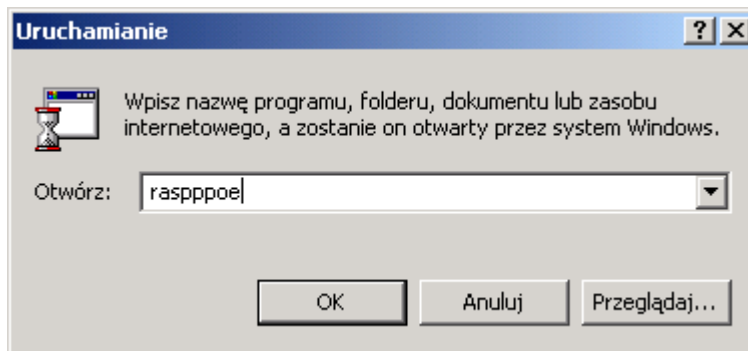 Uruchamianie
Wpisz nazwę programu, folderu, dokumentu lub zasobu
internetowego, a zostanie on otwarty przez system Windows.
Otwórz: raspppoe
OK Anuluj Przeglądaj...